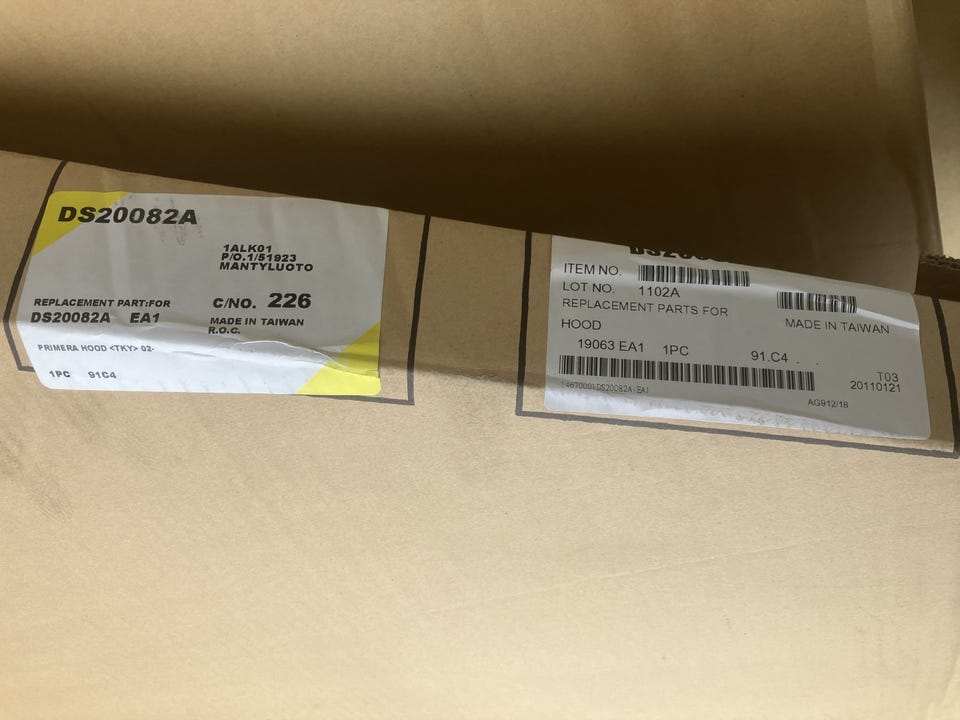 DS20082A
1ALK01
P/O.1/51923
MANTYLUOTO
REPLACEMENT PART:FOR
C/NO. 226
DS20082A EA1
MADE IN TAIWAN
R.O.C.
PRIMERA HOOD <TKY> 02-
1PC 91C4
ITEM NO.
LOT NO. 1102A
REPLACEMENT PARTS FOR
MADE IN TAIWAN
HOOD
19063 EA1 1PC 91.C4 .
T03
20110121
14670001DS20082A-EA1
AG912/18